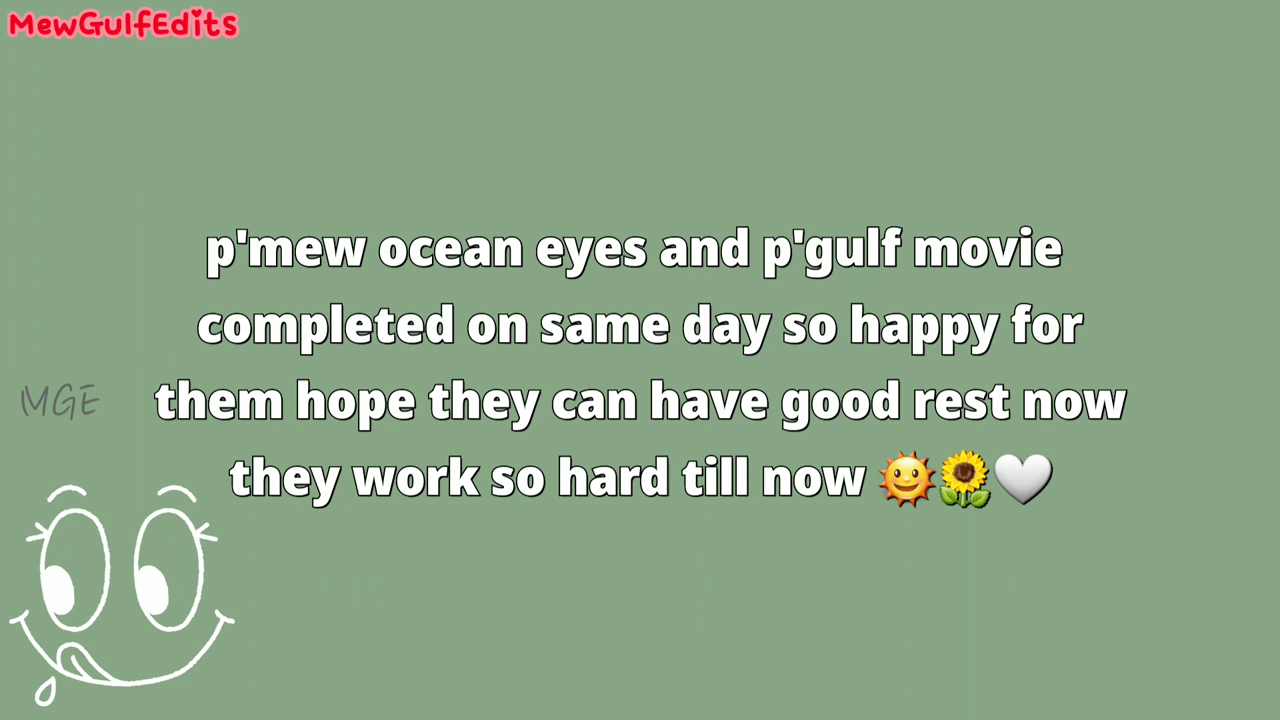 MewGulfEdits
p'mew ocean eyes and p'gulf movie
completed on same day so happy for
them hope they can have good rest now
they work so hard till now 🌞🌻🤍
MGE